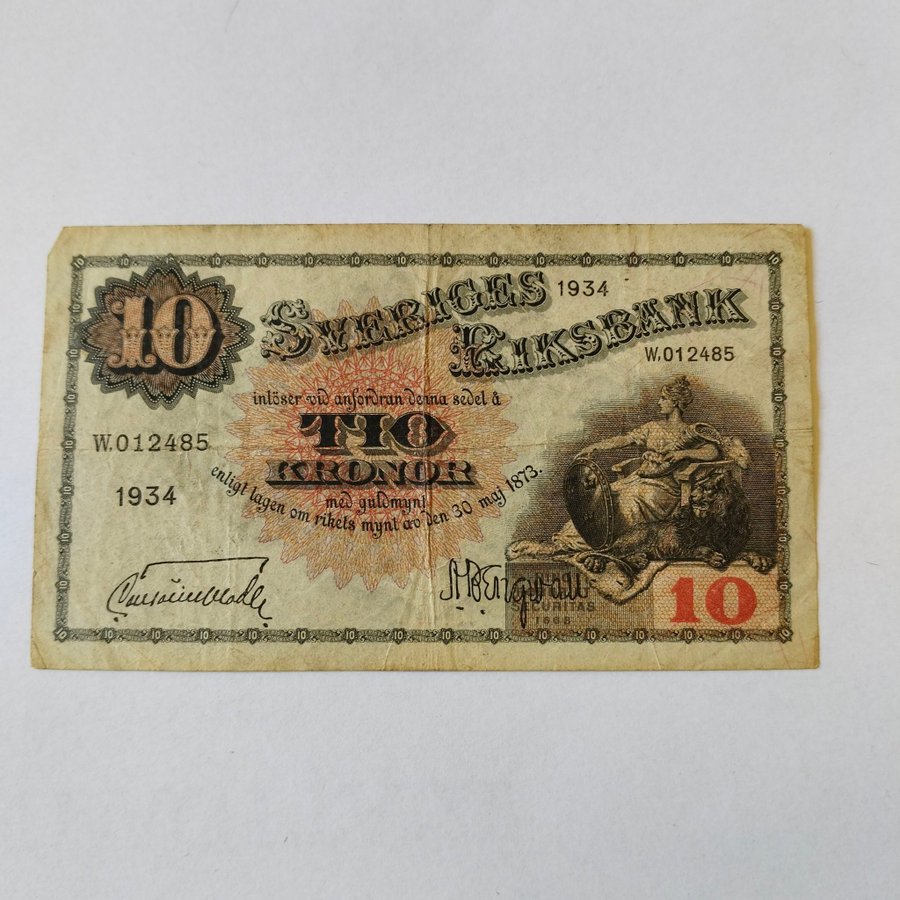 10
SVERIGES 1934
RIKSBANK
W.012485
inlöser vid anfordran denna sedel å
TIO
W.012485
KRONOR
enligt lagen om rikets mynt av den 30 maj 1873.
med guldmynt
1934
SECURITAS
1668
10